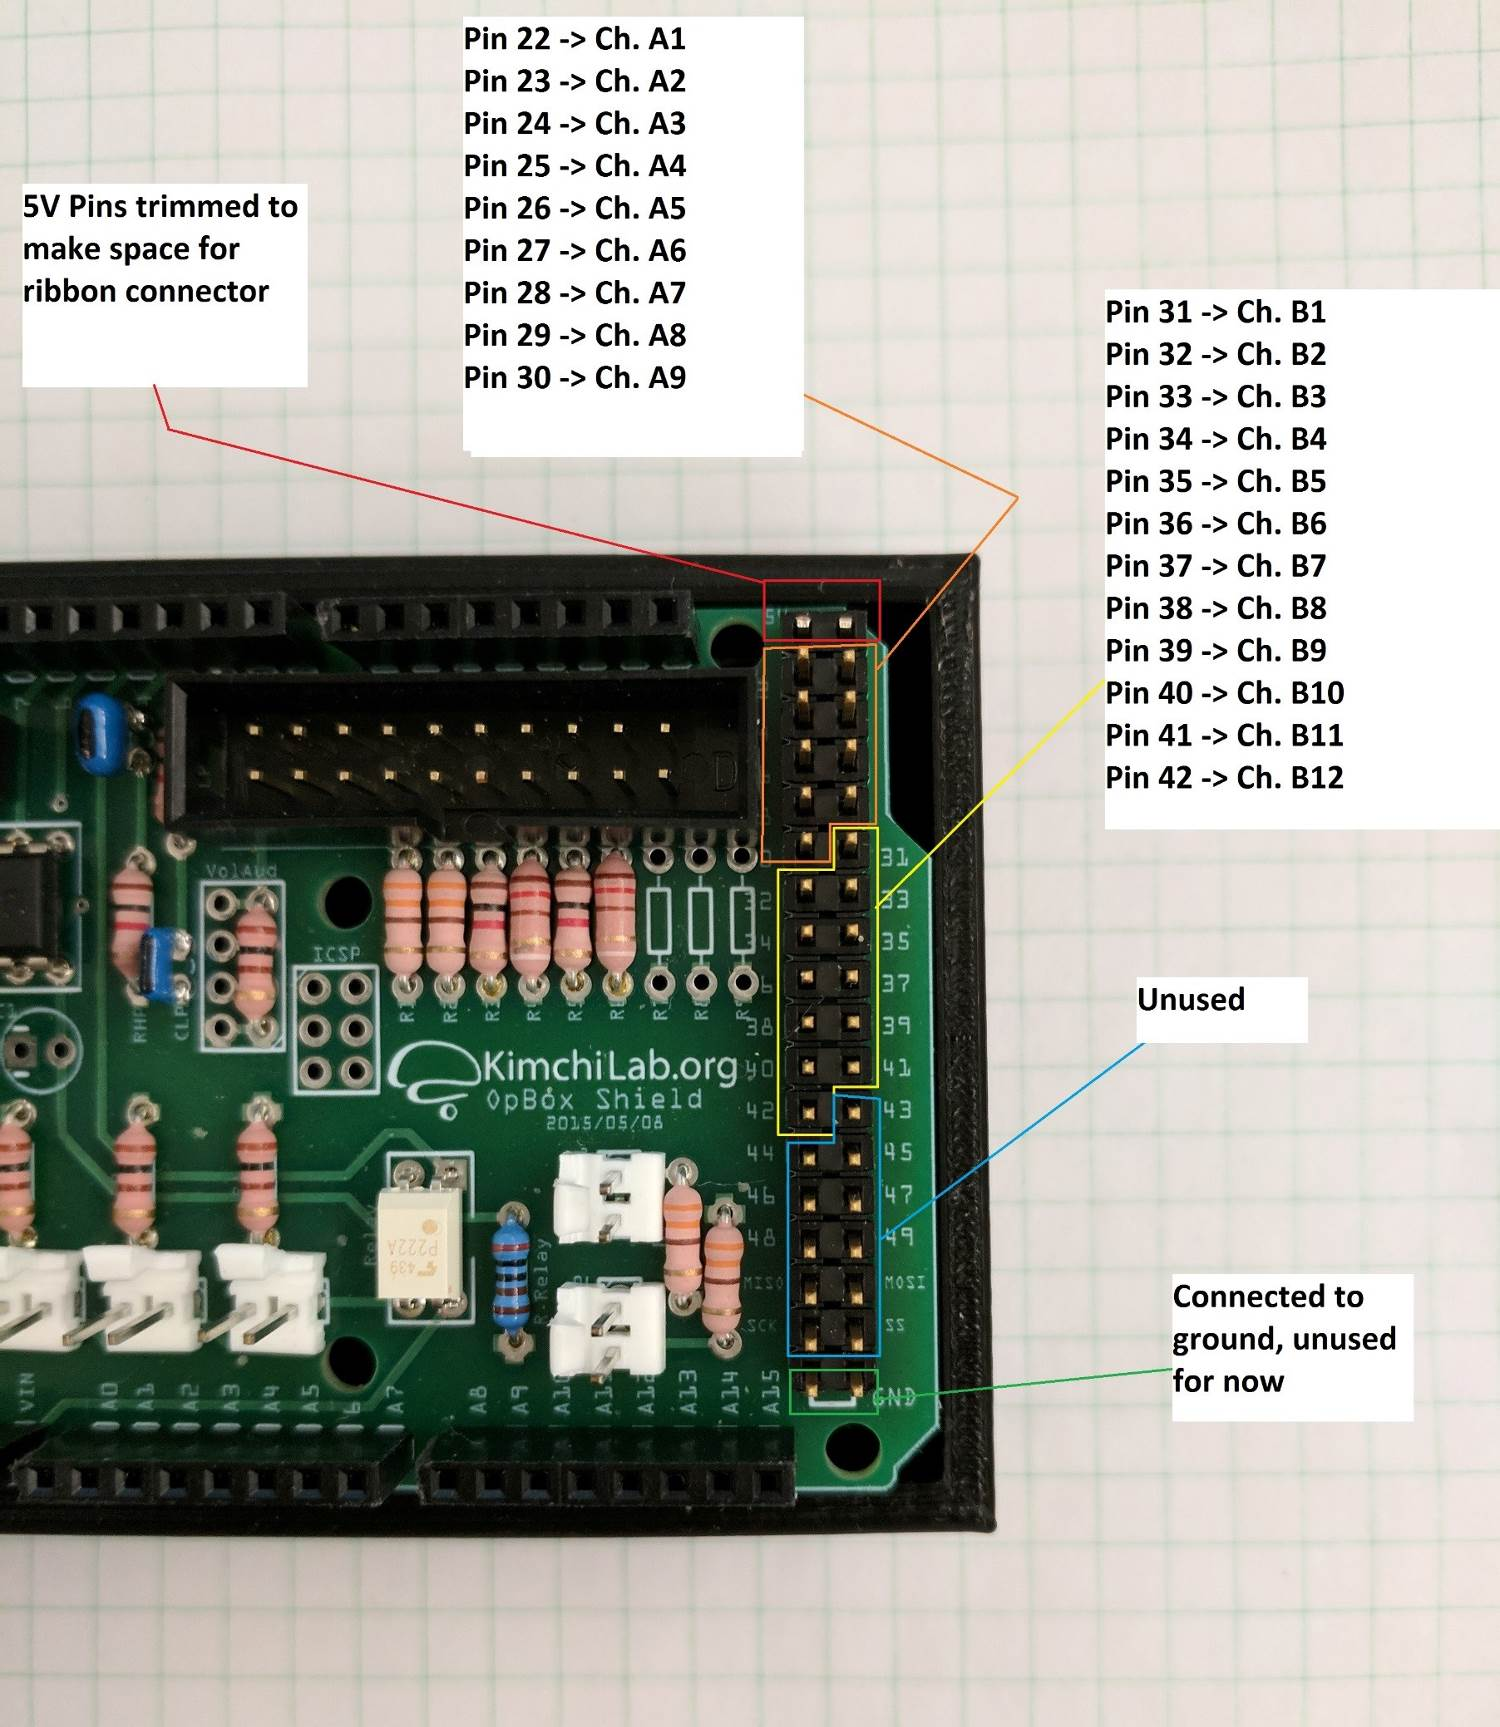 Pin 22 -> Ch. A1
Pin 23 -> Ch. A2
Pin 24 -> Ch. A3
Pin 25 -> Ch. A4
Pin 26 -> Ch. A5
Pin 27 -> Ch. A6
Pin 28 -> Ch. A7
Pin 29 -> Ch. A8
Pin 30 -> Ch. A9
5V Pins trimmed to
make space for
ribbon connector
Pin 31 -> Ch. B1
Pin 32 -> Ch. B2
Pin 33 -> Ch. B3
Pin 34 -> Ch. B4
Pin 35 -> Ch. B5
Pin 36 -> Ch. B6
Pin 37 -> Ch. B7
Pin 38 -> Ch. B8
Pin 39 -> Ch. B9
Pin 40 -> Ch. B10
Pin 41 -> Ch. B11
Pin 42 -> Ch. B12
VolAud
ICSP
31
32 33
35
37
38 39
40 41
42 43
44 45
46 47
48 49
MISO MOSI
SCK SS
GND
KimchiLab.org
OpBox Shield
2015/05/08
Unused
Relay
P222A
439
R-Relay
Connected to
ground, unused
for now
VIN A0 A1 A2 A3 A4 A5 A7 A8 A9 A13 A14 A15